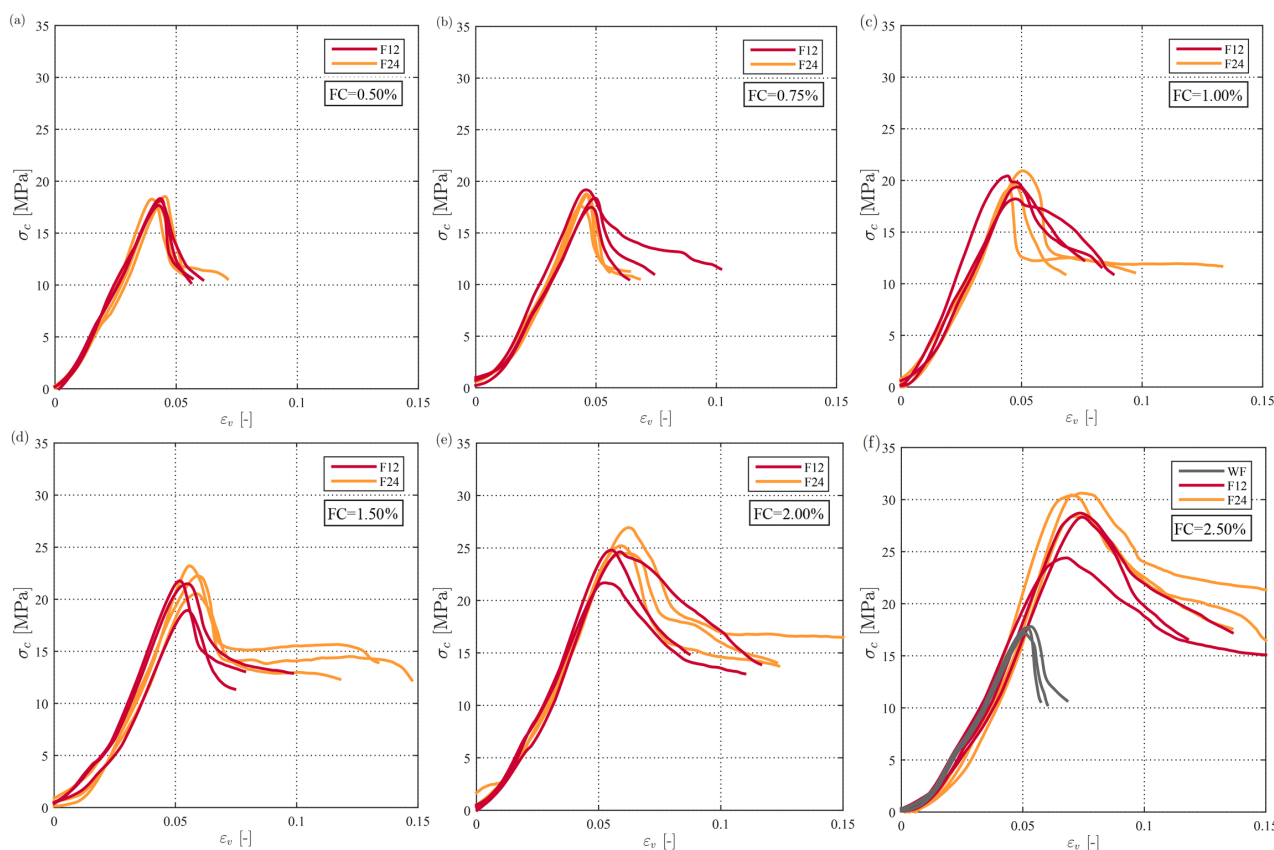 (a)
35
30
25
20
15
10
5
0
σc [MPa]
0 0.05 0.1 0.15
εv [-]
F12
F24
FC=0.50%
(b)
35
30
25
20
15
10
5
0
σc [MPa]
0 0.05 0.1 0.15
εv [-]
F12
F24
FC=0.75%
(c)
35
30
25
20
15
10
5
0
σc [MPa]
0 0.05 0.1 0.15
εv [-]
F12
F24
FC=1.00%
(d)
35
30
25
20
15
10
5
0
σc [MPa]
0 0.05 0.1 0.15
εv [-]
F12
F24
FC=1.50%
(e)
35
30
25
20
15
10
5
0
σc [MPa]
0 0.05 0.1 0.15
εv [-]
F12
F24
FC=2.00%
(f)
35
30
25
20
15
10
5
0
σc [MPa]
0 0.05 0.1 0.15
εv [-]
WF
F12
F24
FC=2.50%